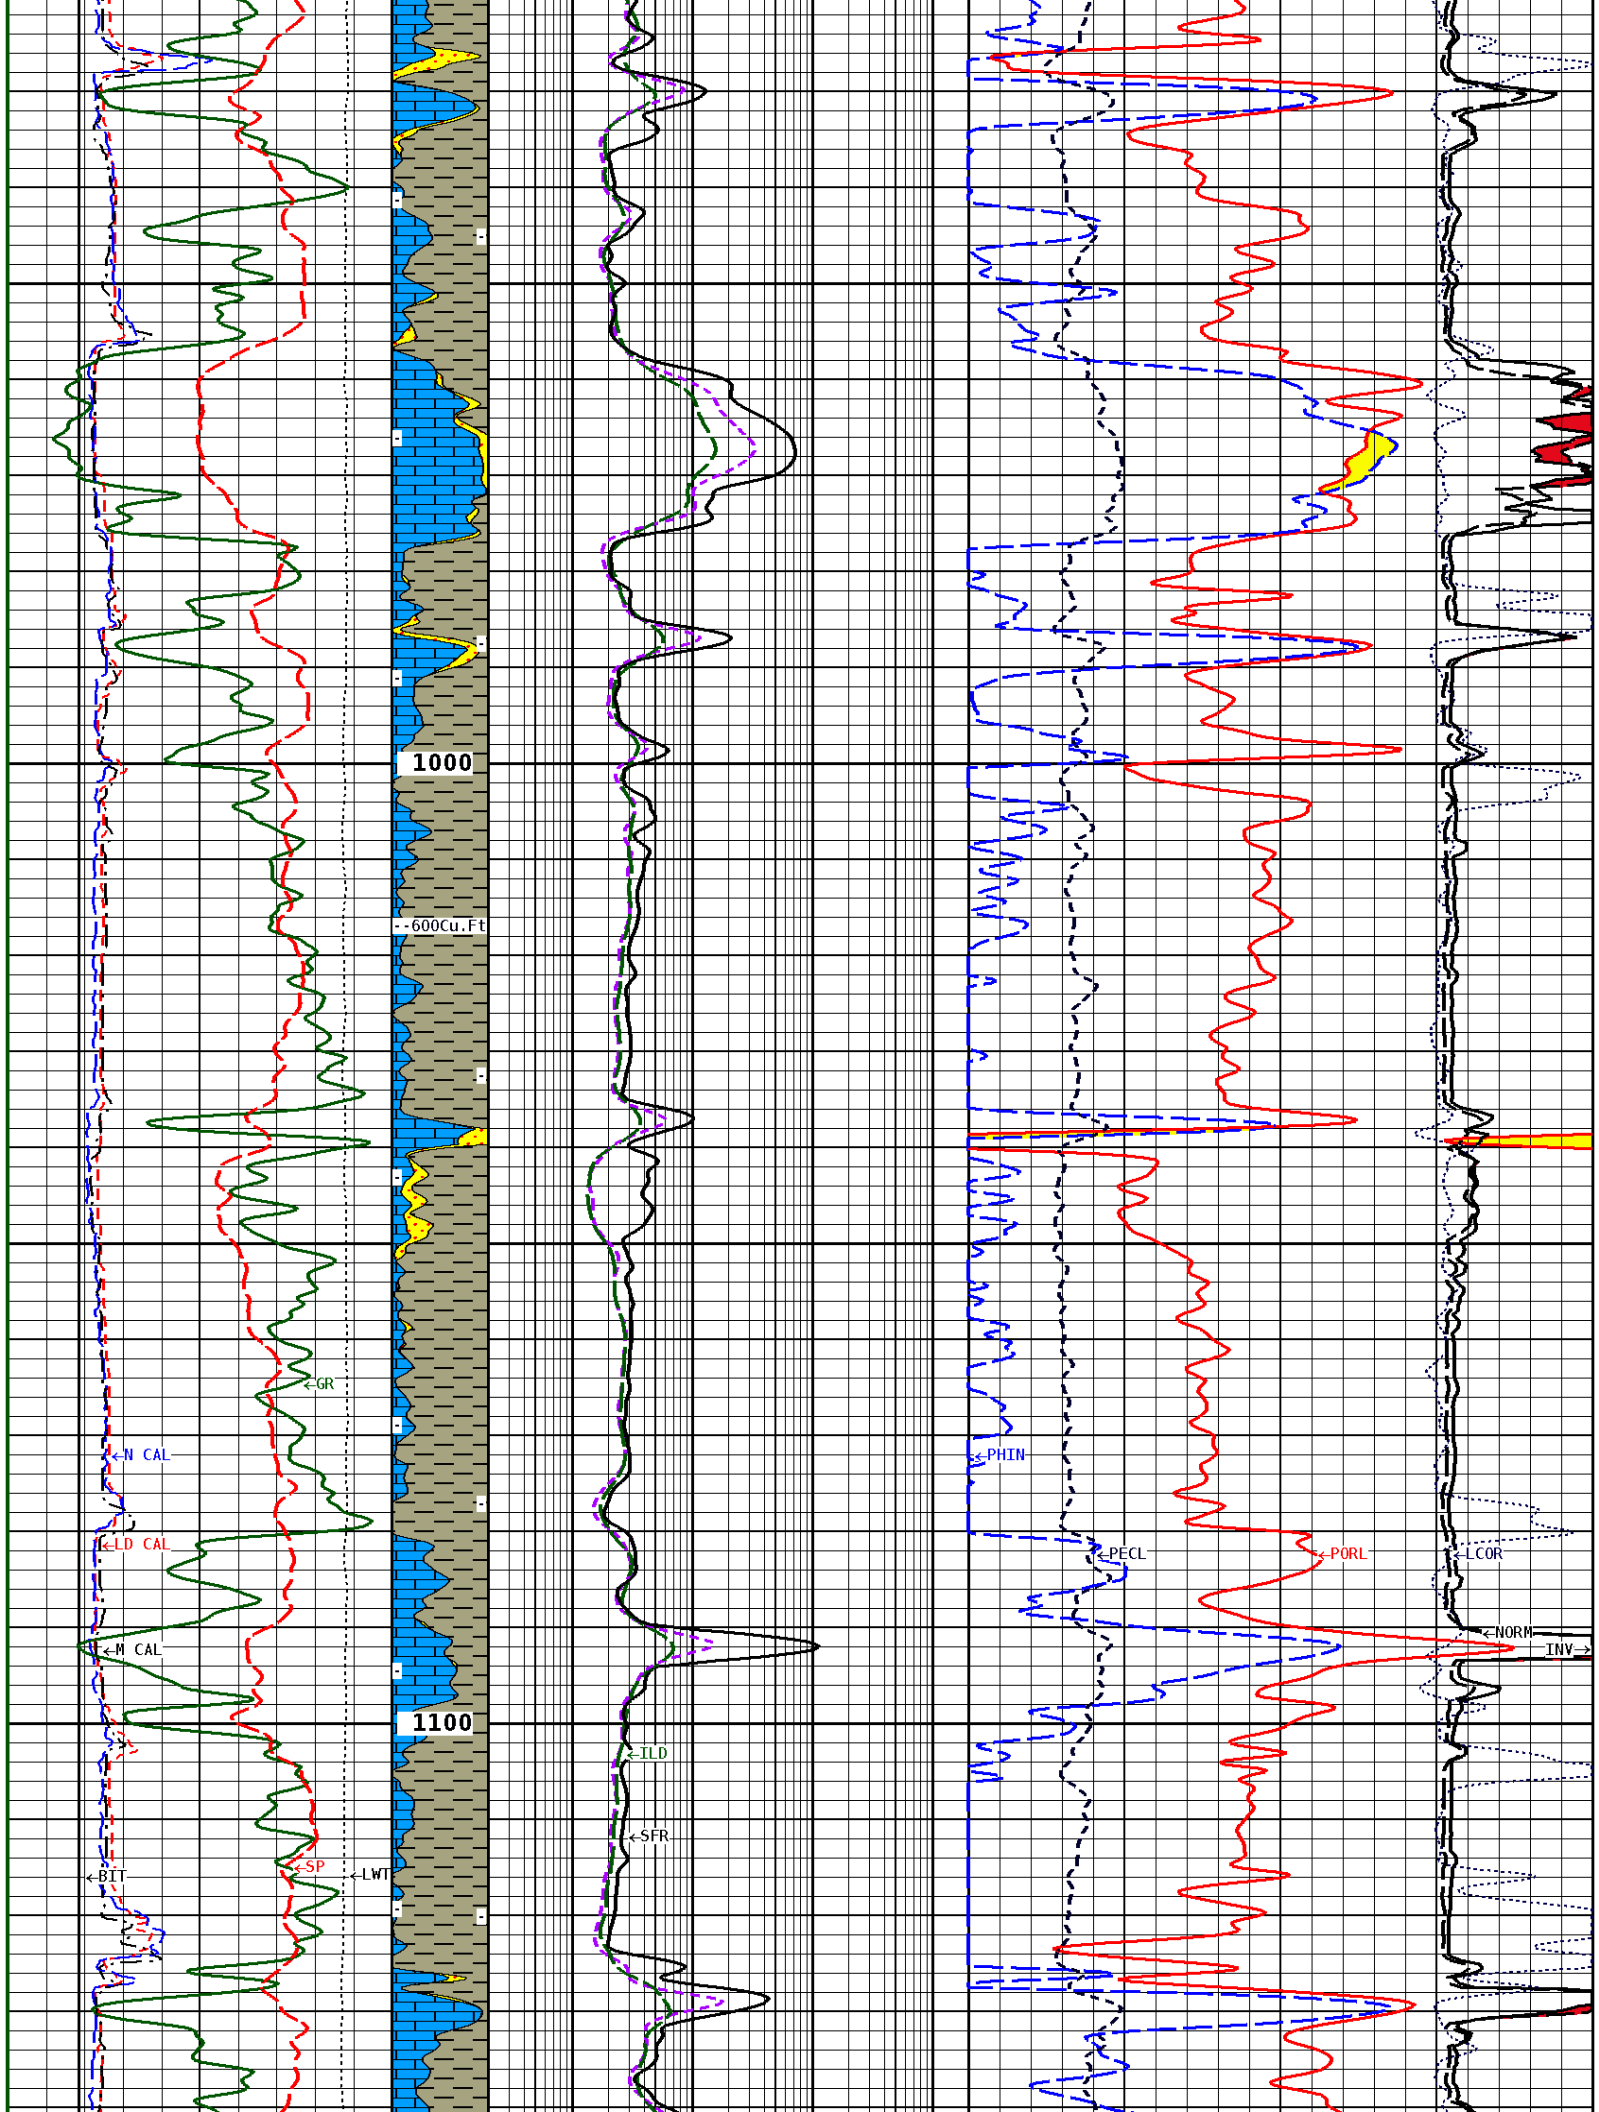 1000
--600Cu.Ft
←GR
←N CAL
←PHIN
←LD CAL
←PECL
←PORL
←LCOR
←NORM
←M CAL
INV→
1100
←ILD
←SFR
←SP
←LWT
←BIT